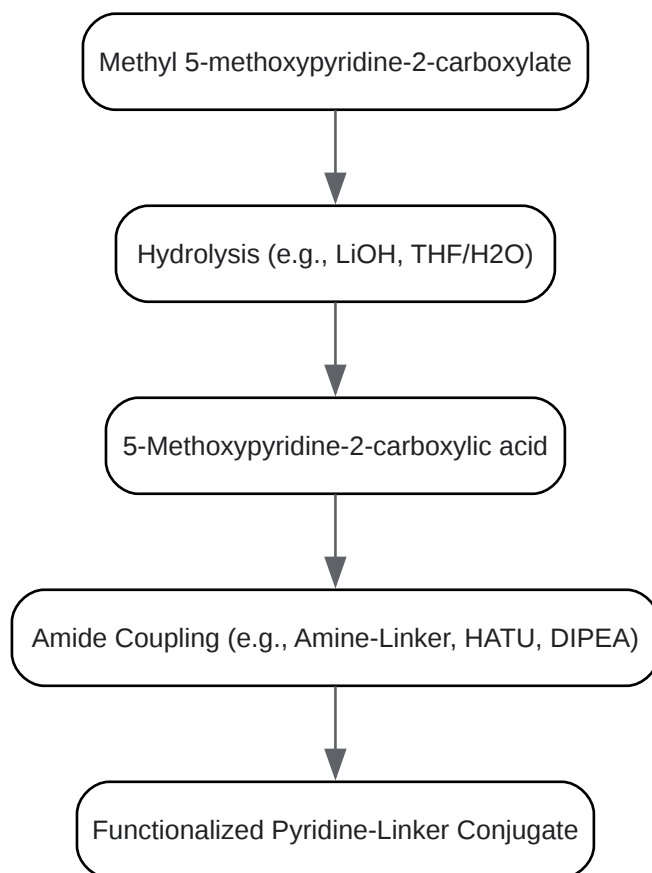 Methyl 5-methoxypyridine-2-carboxylate
Hydrolysis (e.g., LiOH, THF/H2O)
5-Methoxypyridine-2-carboxylic acid
Amide Coupling (e.g., Amine-Linker, HATU, DIPEA)
Functionalized Pyridine-Linker Conjugate